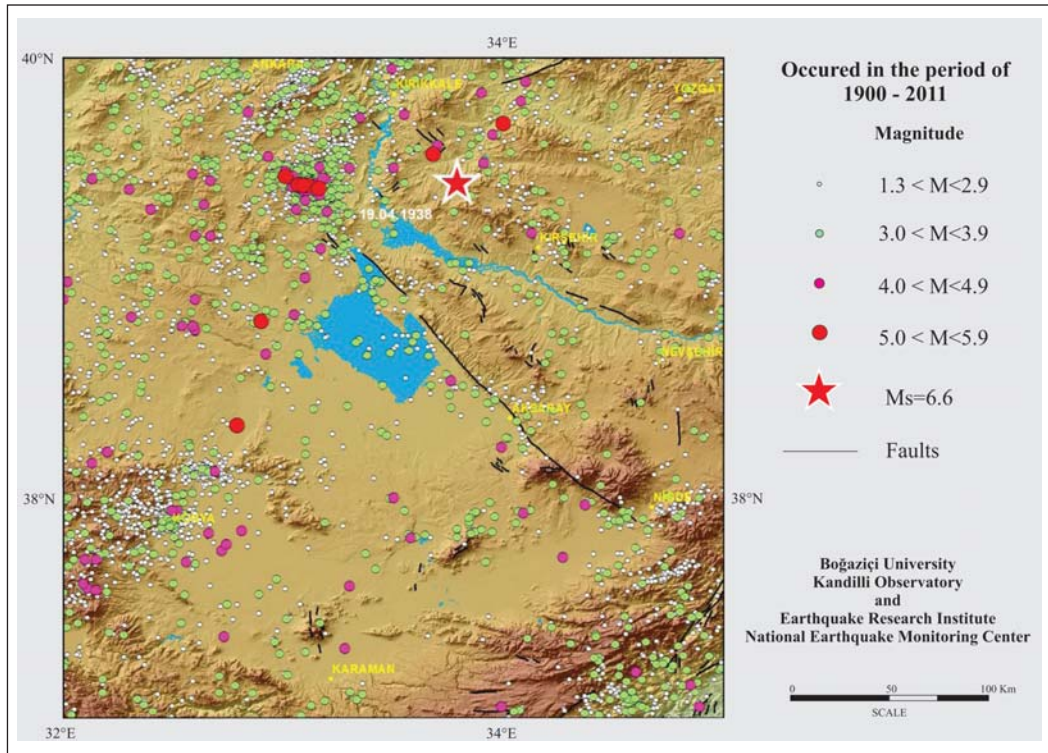 34°E
40°N
ANKARA
KIRIKKALE
YOZGAT
19.04.1938
KIRŞEHİR
NEVŞEHİR
AKSARAY
38°N
38°N
NİĞDE
KONYA
KARAMAN
32°E
34°E
Occured in the period of
1900 - 2011
Magnitude
1.3 < M<2.9
3.0 < M<3.9
4.0 < M<4.9
5.0 < M<5.9
Ms=6.6
Faults
Boğaziçi University
Kandilli Observatory
and
Earthquake Research Institute
National Earthquake Monitoring Center
0 50 100 Km
SCALE